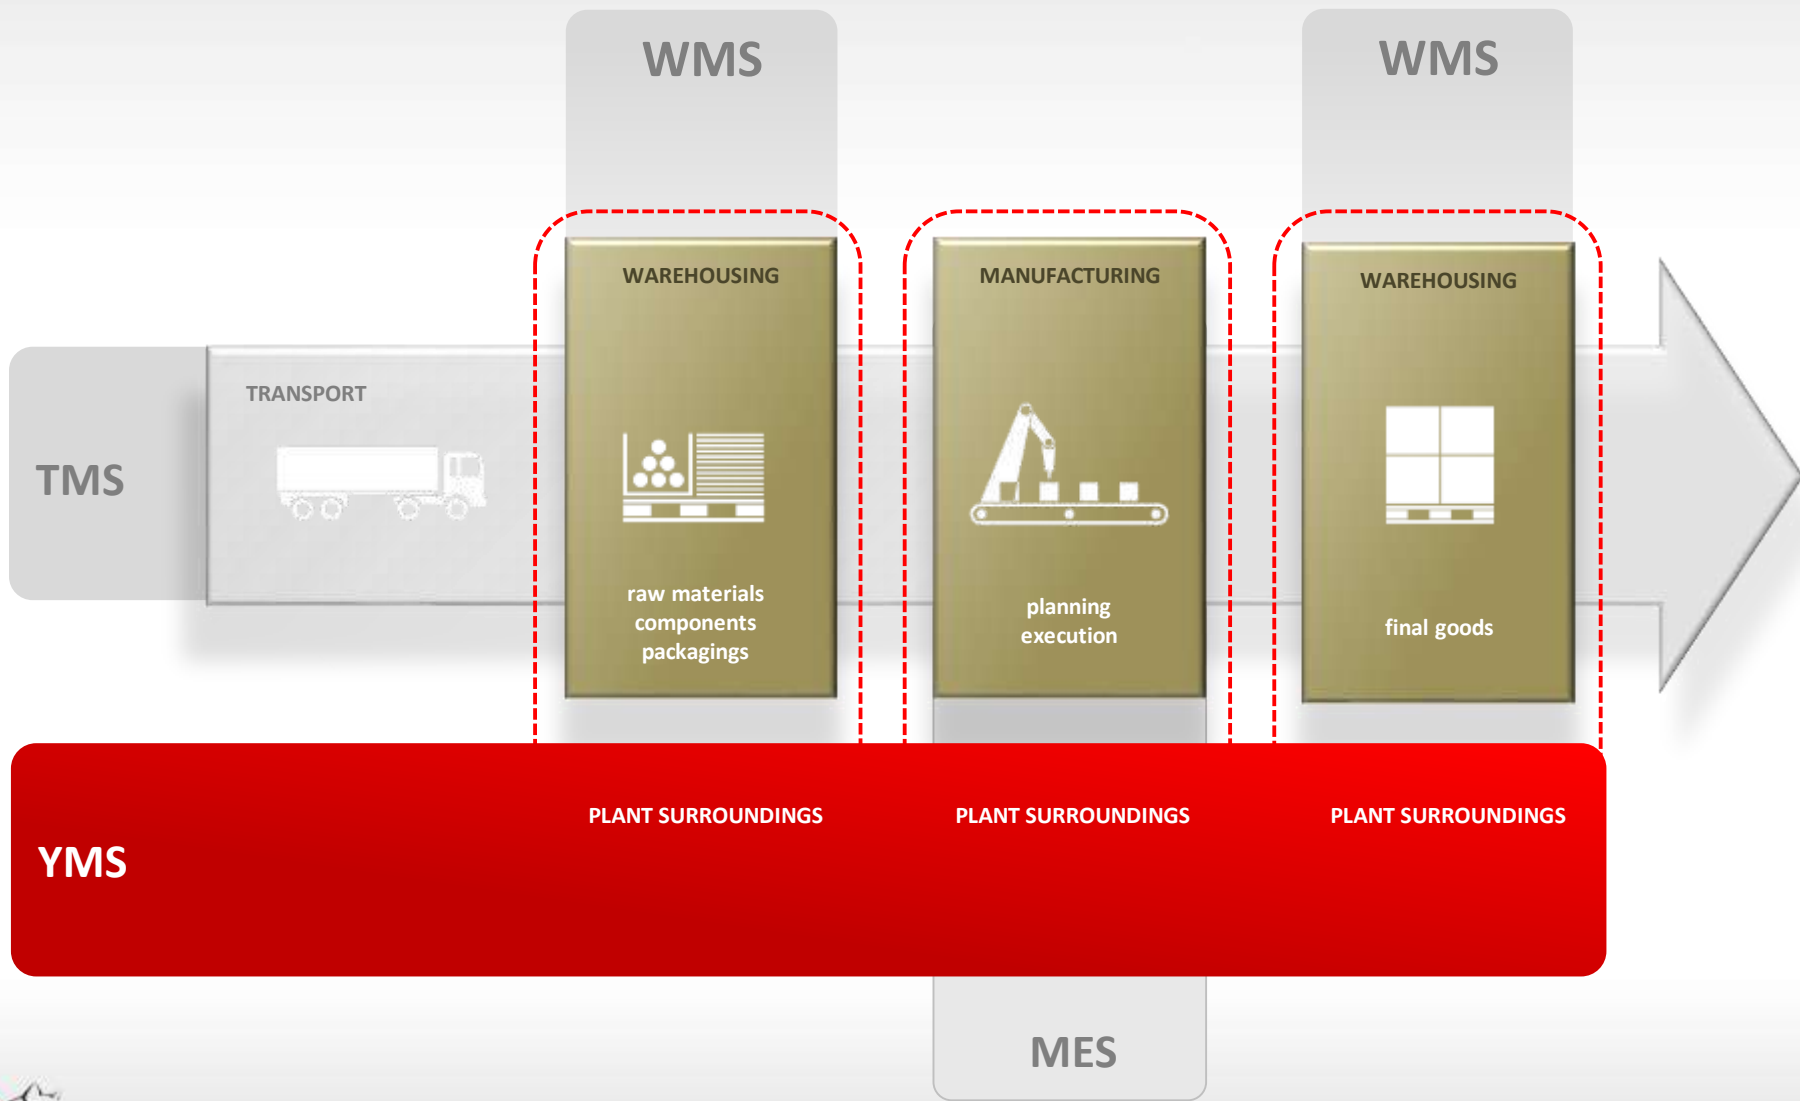 WMS
WMS
WAREHOUSING
MANUFACTURING
WAREHOUSING
TRANSPORT
TMS
raw materials
components
packagings
planning
execution
final goods
PLANT SURROUNDINGS
PLANT SURROUNDINGS
PLANT SURROUNDINGS
YMS
MES